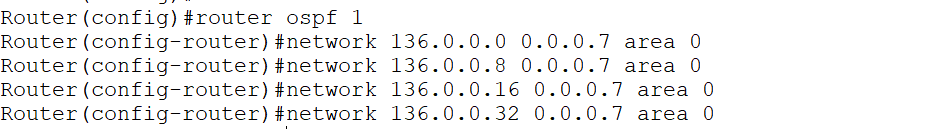 Router(config)#router ospf 1
Router(config-router)#network 136.0.0.0 0.0.0.7 area 0
Router(config-router)#network 136.0.0.8 0.0.0.7 area 0
Router(config-router)#network 136.0.0.16 0.0.0.7 area 0
Router(config-router)#network 136.0.0.32 0.0.0.7 area 0